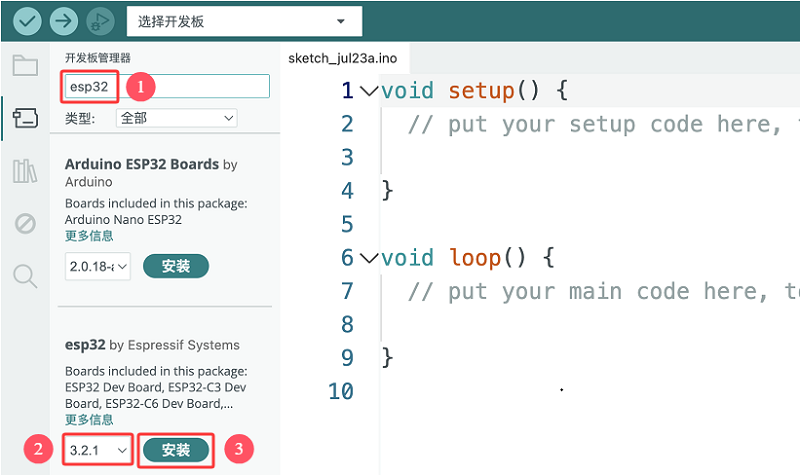 选择开发板
开发板管理器
esp32
1
类型:
全部
Arduino ESP32 Boards by
Arduino
Boards included in this package:
Arduino Nano ESP32
更多信息
2.0.18-a
安装
esp32 by Espressif Systems
Boards included in this package:
ESP32 Dev Board, ESP32-C3 Dev
Board, ESP32-C6 Dev Board,...
更多信息
2
3.2.1
安装
3
sketch_jul23a.ino
1 void setup() {
2 // put your setup code here, t
3
4 }
5
6 void loop() {
7 // put your main code here, to
8
9 }
10